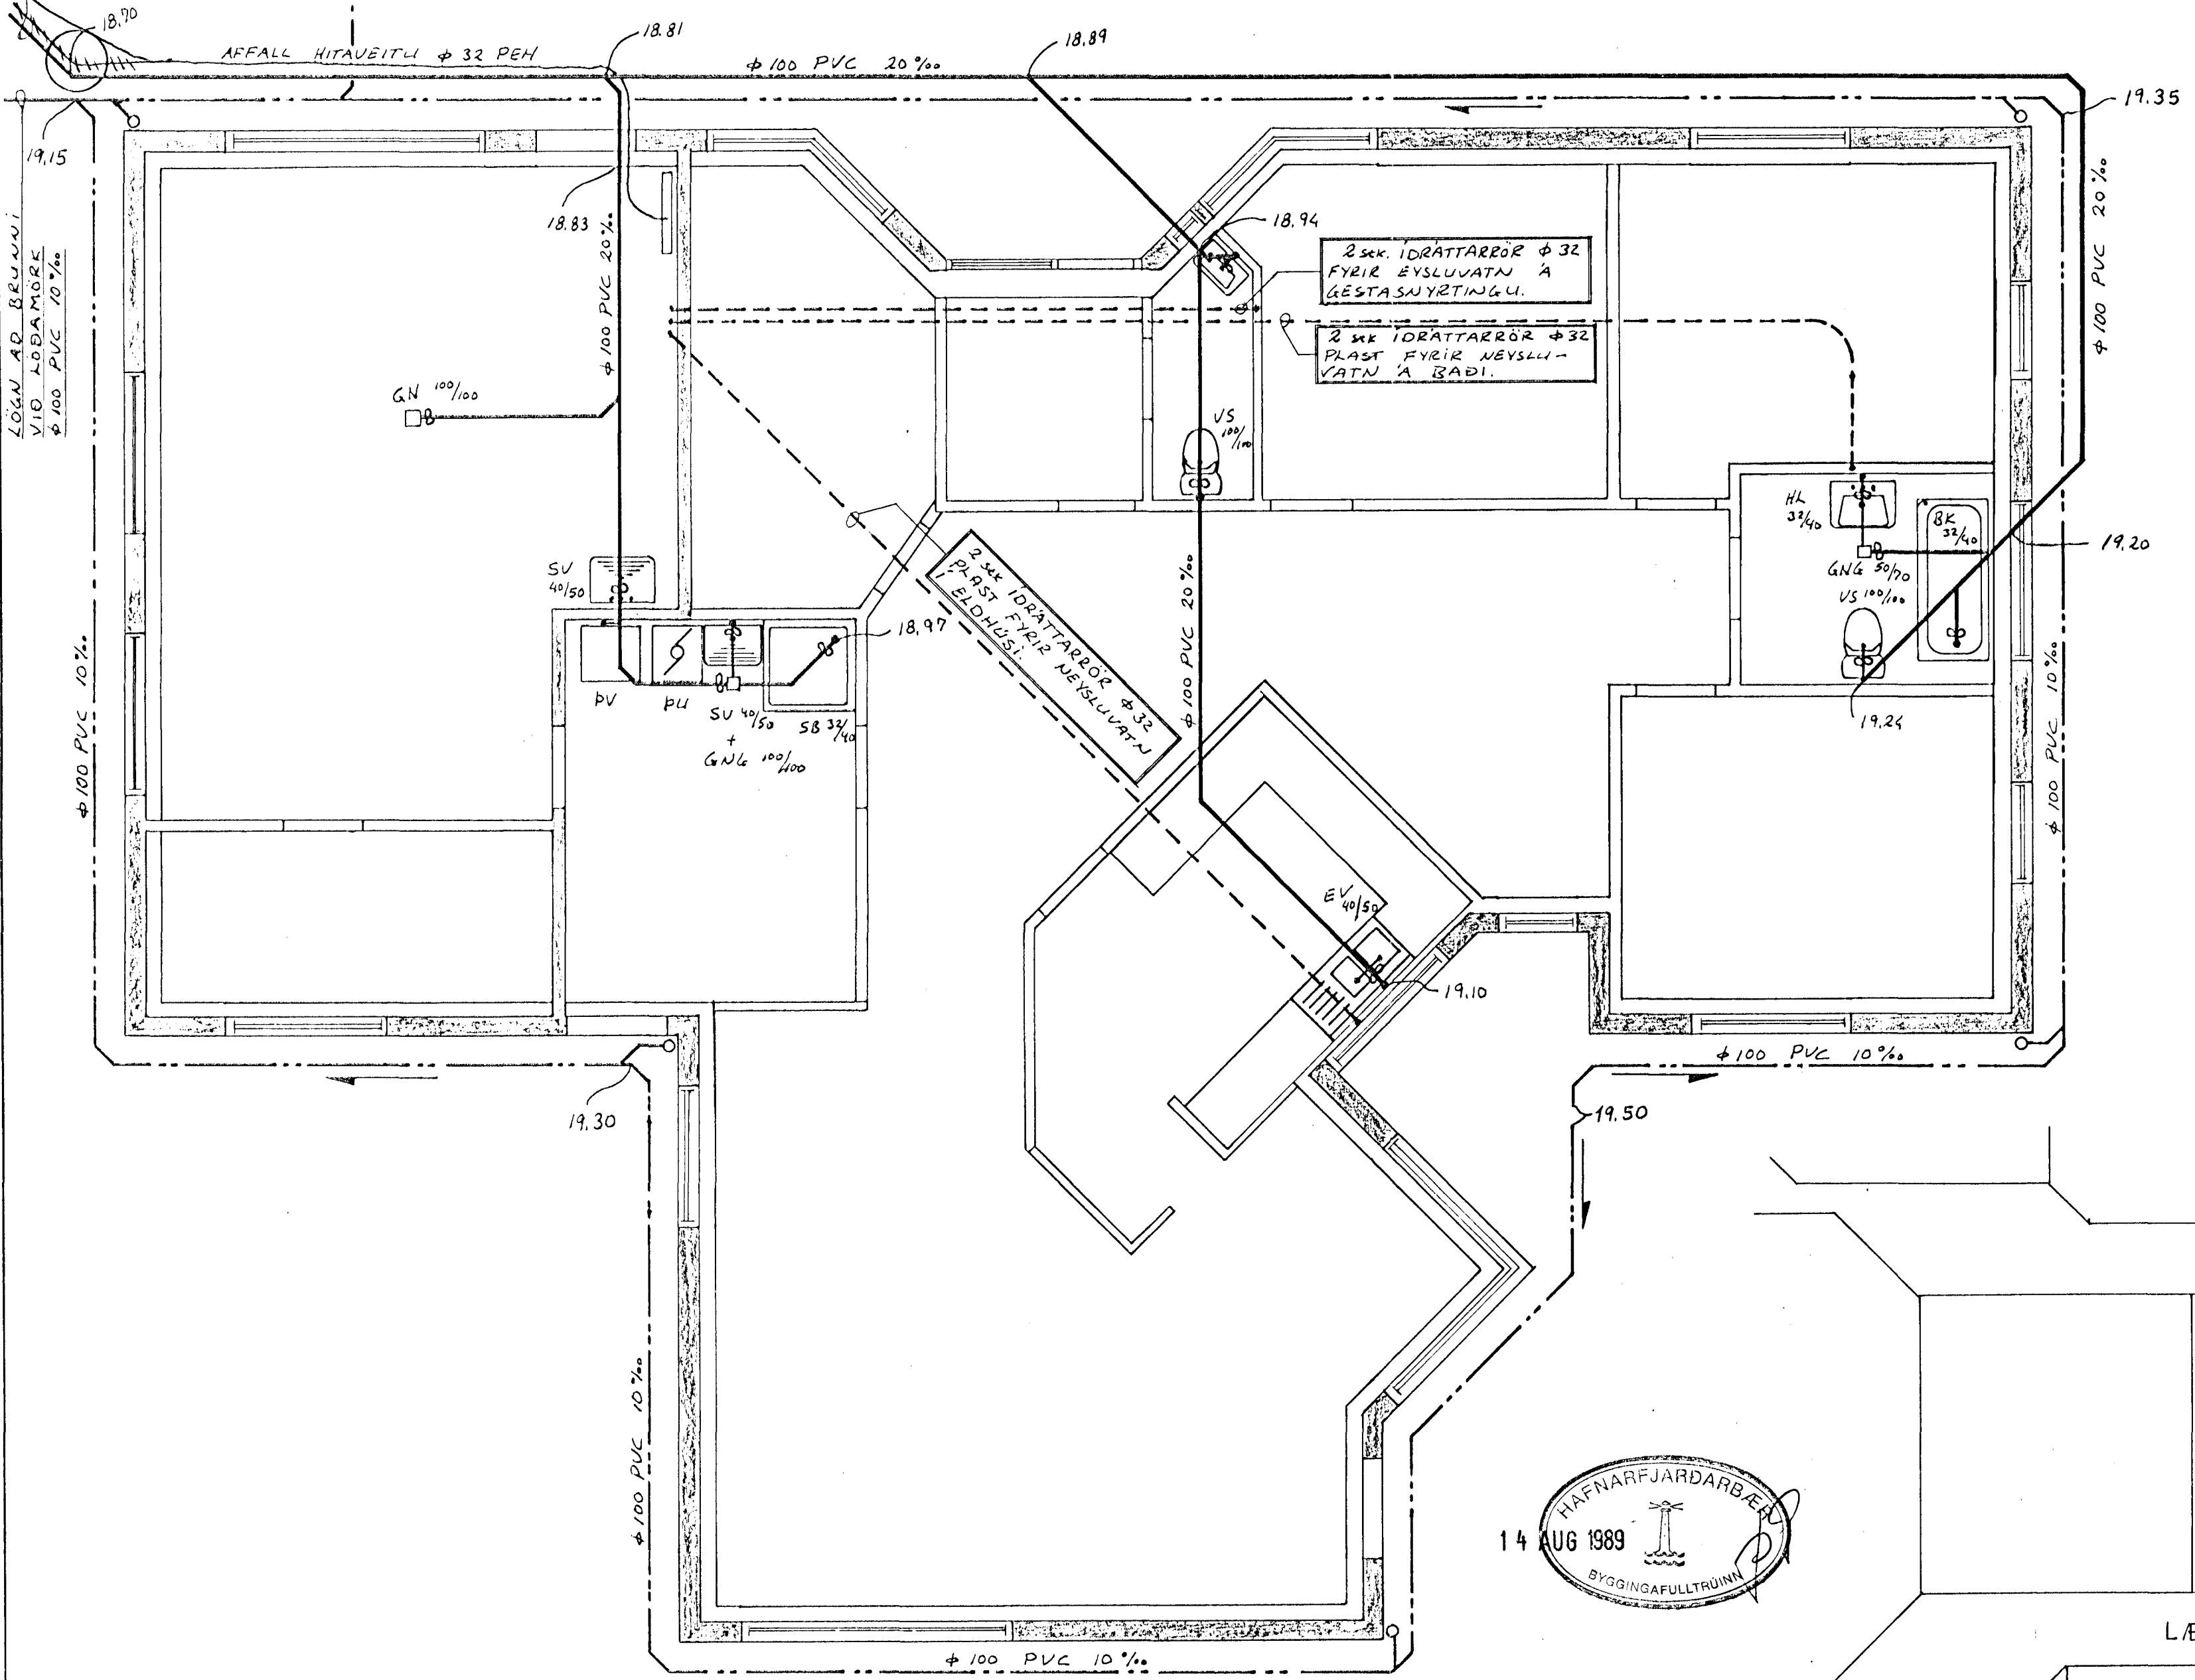 18.70
AFFALL HITAVEITU ϕ 32 PEH
18.81
ϕ 100 PVC 20‰
18.89
19.35
19.15
LÖGN AÐ BRUNNI
VIÐ LÓÐAMÖRK
ϕ 100 PVC 10‰
18.83
ϕ 100 PVC 20‰
18.94
2 stk. ÍDRÁTTARRÖR ϕ 32
FYRIR EYSLUVATN Á
GESTASNYRTINGU.
2 stk ÍDRÁTTARRÖR ϕ 32
PLAST FYRIR NEYSLU-
VATN Á BAÐI.
ϕ 100 PVC 20‰
GN 100/100
VS
100/100
HL
32/40
BK
32/40
19.20
GNG 50/70
VS 100/100
19.24
SV
40/50
18.97
ÞV
ÞU
SV 40/50
+
GNG 100/100
SB 32/40
2 stk ÍDRÁTTARRÖR ϕ 32
PLAST FYRIR NEYSLUVATN
Í ELDHÚSI.
ϕ 100 PVC 20‰
ϕ 100 PVC 10‰
ϕ 100 PVC 10‰
EV
40/50
19.10
ϕ 100 PVC 10‰
19.30
19.50
ϕ 100 PVC 10‰
HAFNARFJARÐARBÆR
14 AUG 1989
BYGGINGAFULLTRÚINN
ϕ 100 PVC 10‰
LÆ